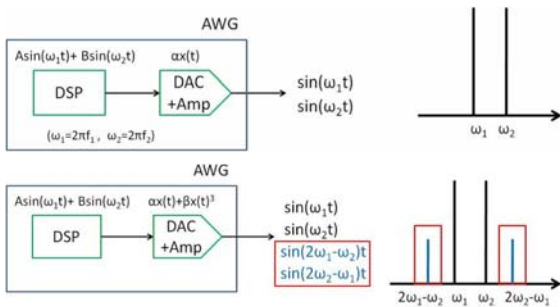 AWG
Asin(ω₁t)+ Bsin(ω₂t)
αx(t)
DSP
DAC
+Amp
sin(ω₁t)
sin(ω₂t)
(ω₁=2πf₁ , ω₂=2πf₂)
ω₁ ω₂
AWG
Asin(ω₁t)+ Bsin(ω₂t)
αx(t)+βx(t)³
DSP
DAC
+Amp
sin(ω₁t)
sin(ω₂t)
sin(2ω₁-ω₂)t
sin(2ω₂-ω₁)t
2ω₁-ω₂ ω₁ ω₂ 2ω₂-ω₁